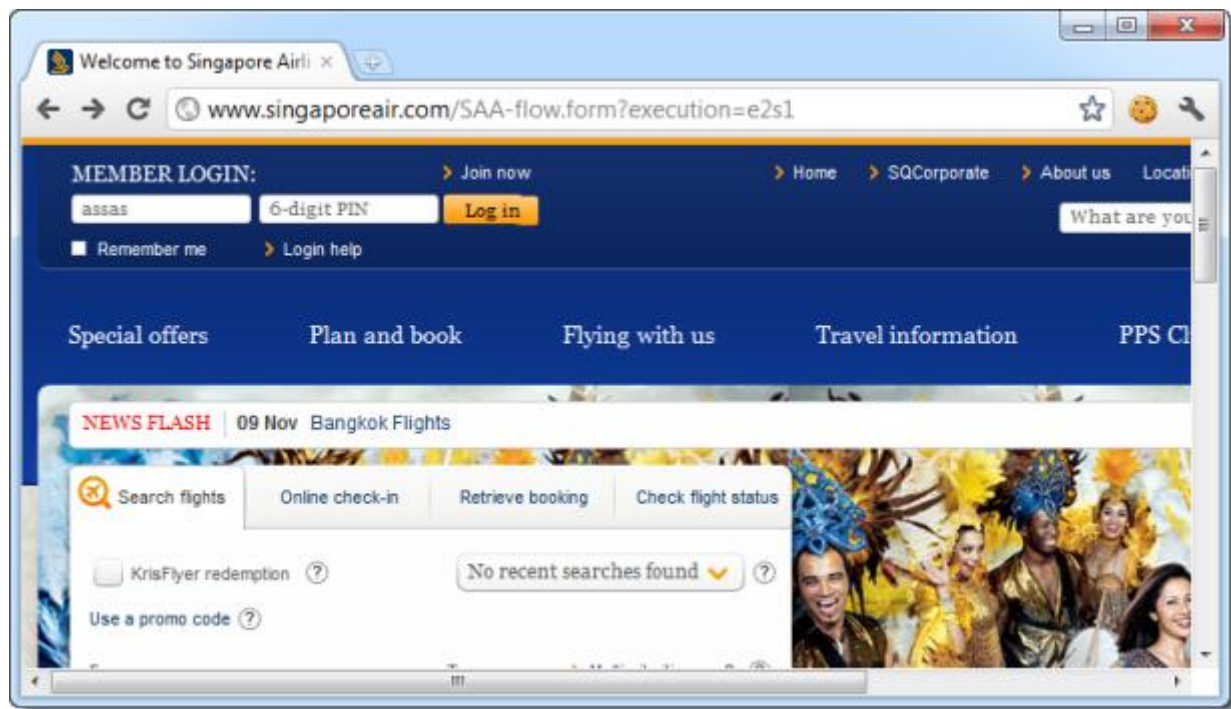 Welcome to Singapore Airli
www.singaporeair.com/SAA-flow.form?execution=e2s1
MEMBER LOGIN: Join now Home SQCorporate About us Locati
assas 6-digit PIN Log in What are you
Remember me Login help
Special offers Plan and book Flying with us Travel information PPS Cl
NEWS FLASH 09 Nov Bangkok Flights
Search flights Online check-in Retrieve booking Check flight status
KrisFlyer redemption ? No recent searches found ?
Use a promo code ?